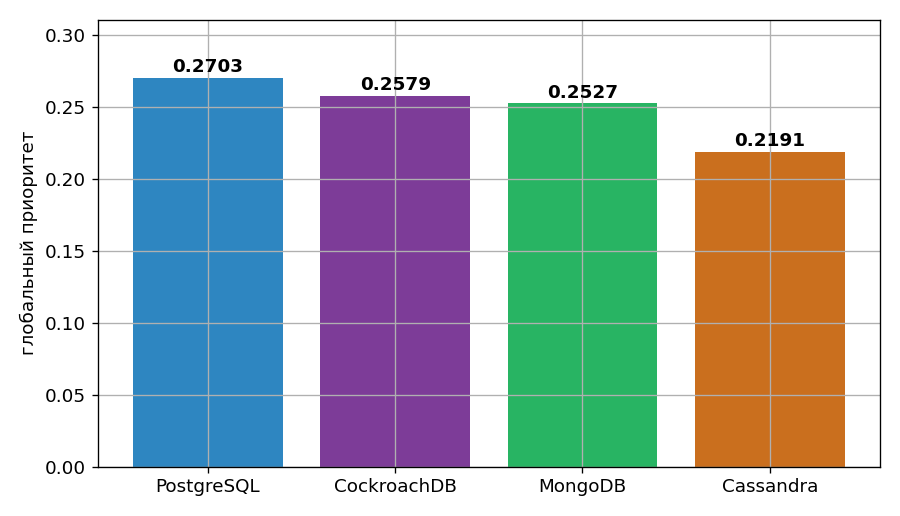 глобальный приоритет
0.30
0.25
0.20
0.15
0.10
0.05
0.00
0.2703
0.2579
0.2527
0.2191
PostgreSQL
CockroachDB
MongoDB
Cassandra